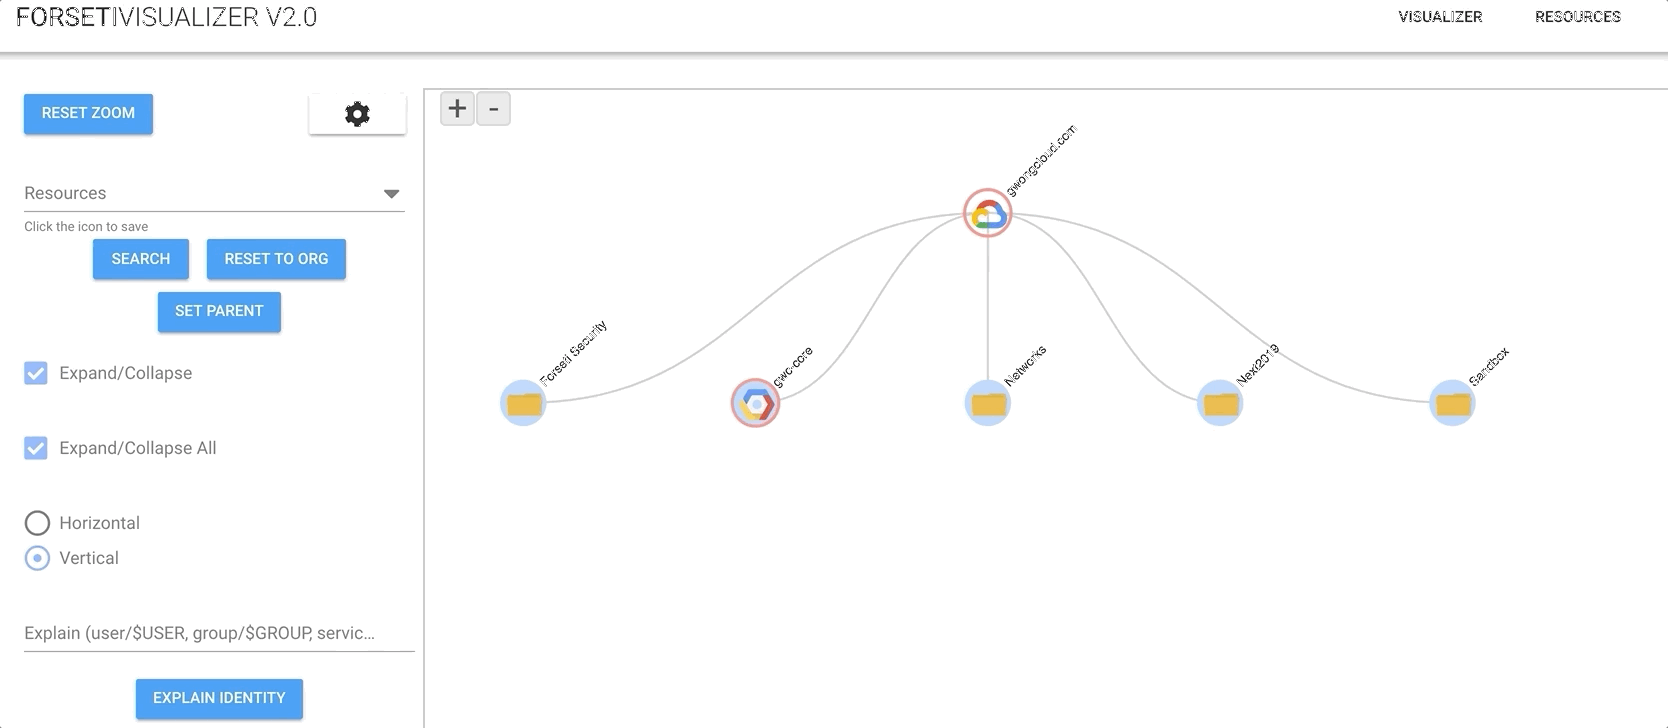 FORSETIVISUALIZER V2.0
VISUALIZER
RESOURCES
RESET ZOOM
+
-
gwongcloud.com
Resources
Click the icon to save
SEARCH
RESET TO ORG
SET PARENT
Forseti Security
gwc-core
Networks
Next2019
Sandbox
Expand/Collapse
Expand/Collapse All
Horizontal
Vertical
Explain (user/$USER, group/$GROUP, servic...
EXPLAIN IDENTITY